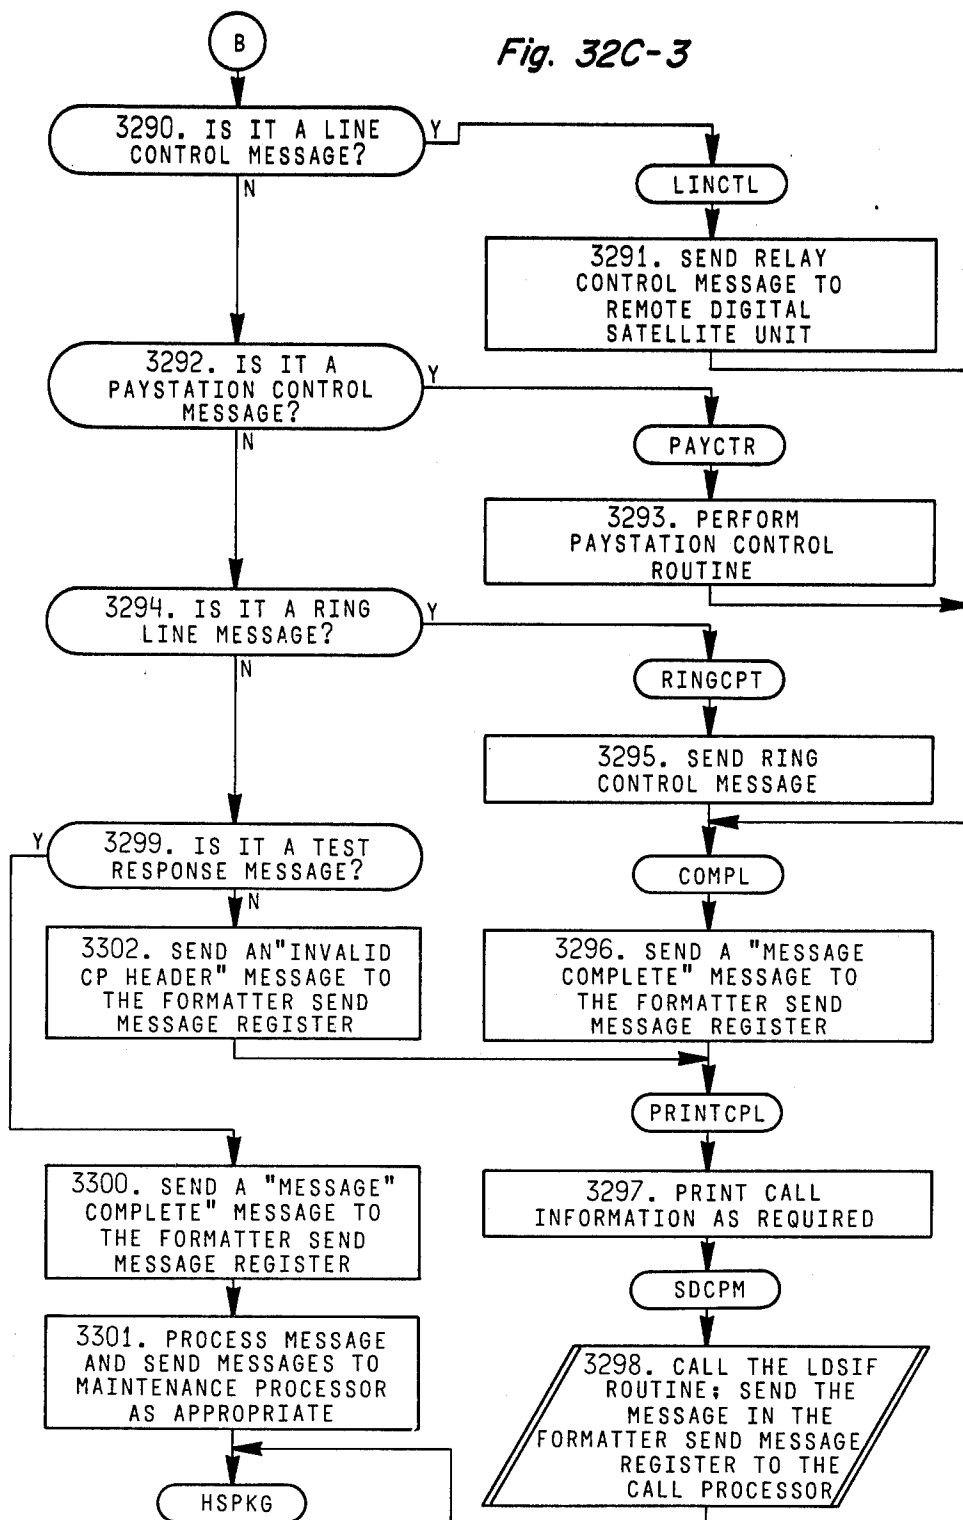 B
Fig. 32C-3
3290. IS IT A LINE
CONTROL MESSAGE?
Y
N
LINCTL
3291. SEND RELAY
CONTROL MESSAGE TO
REMOTE DIGITAL
SATELLITE UNIT
3292. IS IT A
PAYSTATION CONTROL
MESSAGE?
Y
N
PAYCTR
3293. PERFORM
PAYSTATION CONTROL
ROUTINE
3294. IS IT A RING
LINE MESSAGE?
Y
N
RINGCPT
3295. SEND RING
CONTROL MESSAGE
Y
3299. IS IT A TEST
RESPONSE MESSAGE?
N
COMPL
3302. SEND AN"INVALID
CP HEADER" MESSAGE TO
THE FORMATTER SEND
MESSAGE REGISTER
3296. SEND A "MESSAGE
COMPLETE" MESSAGE TO
THE FORMATTER SEND
MESSAGE REGISTER
PRINTCPL
3300. SEND A "MESSAGE"
COMPLETE" MESSAGE TO
THE FORMATTER SEND
MESSAGE REGISTER
3297. PRINT CALL
INFORMATION AS REQUIRED
SDCPM
3301. PROCESS MESSAGE
AND SEND MESSAGES TO
MAINTENANCE PROCESSOR
AS APPROPRIATE
3298. CALL THE LDSIF
ROUTINE; SEND THE
MESSAGE IN THE
FORMATTER SEND MESSAGE
REGISTER TO THE
CALL PROCESSOR
HSPKG